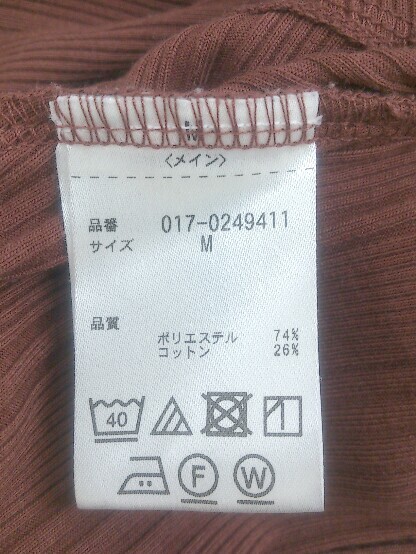 〈メイン〉
品番 017-0249411
サイズ M
品質
ポリエステル 74%
コットン 26%
40
F W